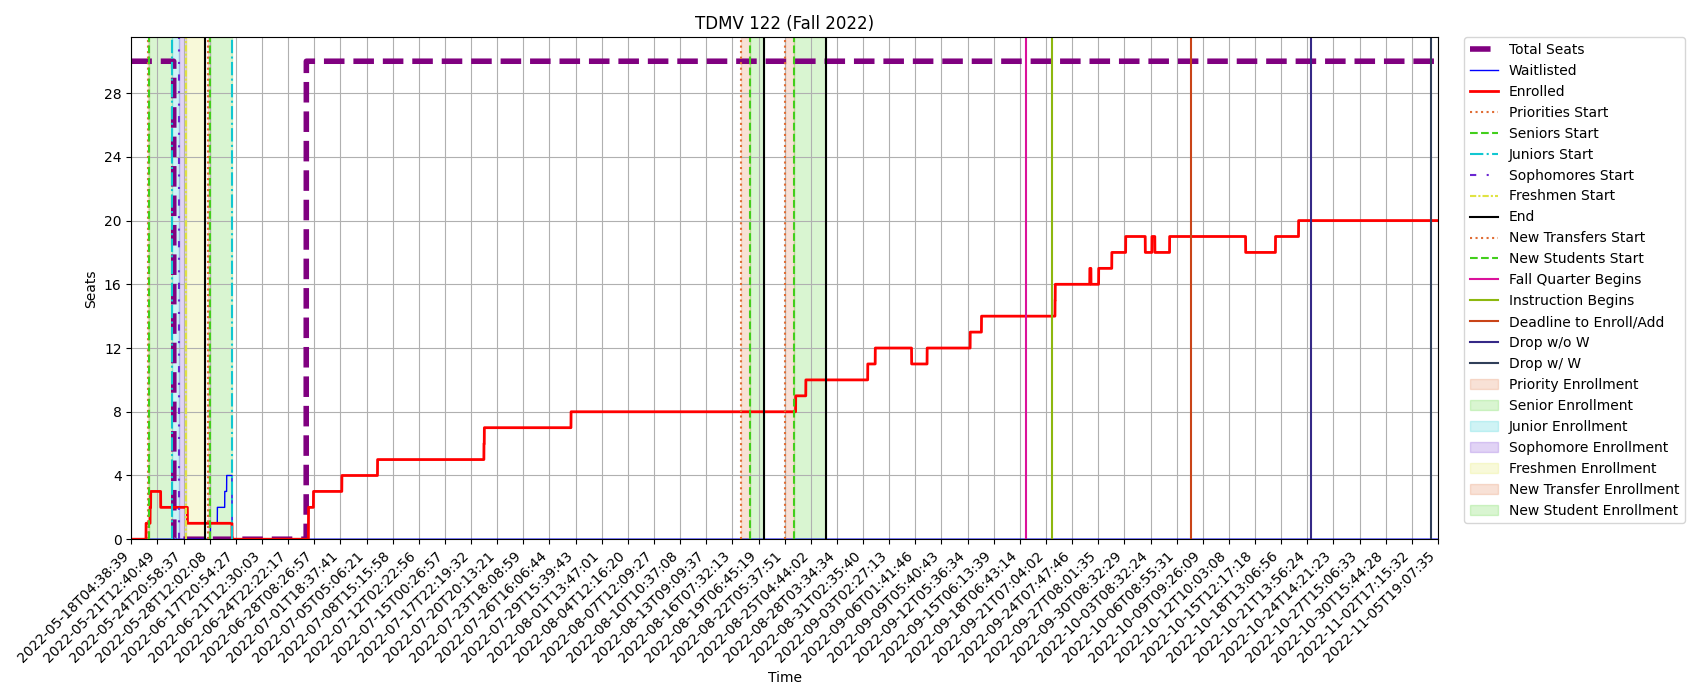 TDMV 122 (Fall 2022)
Seats
28
24
20
16
12
8
4
0
2022-05-18T04:38:39
2022-05-21T12:40:49
2022-05-24T20:58:37
2022-05-28T12:02:08
2022-06-17T20:54:27
2022-06-21T12:30:03
2022-06-24T22:22:17
2022-06-28T08:26:57
2022-07-01T18:37:41
2022-07-05T05:06:21
2022-07-08T15:15:58
2022-07-12T02:22:56
2022-07-15T00:26:57
2022-07-17T22:19:32
2022-07-20T20:13:21
2022-07-23T18:08:59
2022-07-26T16:06:44
2022-07-29T15:39:43
2022-08-01T13:47:01
2022-08-04T12:16:20
2022-08-07T12:09:27
2022-08-10T10:37:08
2022-08-13T09:09:37
2022-08-16T07:32:13
2022-08-19T06:45:19
2022-08-22T05:37:51
2022-08-25T04:44:02
2022-08-28T03:34:34
2022-08-31T02:35:40
2022-09-03T02:27:13
2022-09-06T01:41:46
2022-09-09T05:40:43
2022-09-12T05:36:34
2022-09-15T06:13:39
2022-09-18T06:43:14
2022-09-21T07:04:02
2022-09-24T07:47:46
2022-09-27T08:01:35
2022-09-30T08:32:29
2022-10-03T08:32:24
2022-10-06T08:55:31
2022-10-09T09:26:09
2022-10-12T11:03:08
2022-10-15T12:17:18
2022-10-18T13:06:56
2022-10-21T13:56:24
2022-10-24T14:21:23
2022-10-27T15:06:33
2022-10-30T15:44:28
2022-11-02T17:15:32
2022-11-05T19:07:35
Time
Total Seats
Waitlisted
Enrolled
Priorities Start
Seniors Start
Juniors Start
Sophomores Start
Freshmen Start
End
New Transfers Start
New Students Start
Fall Quarter Begins
Instruction Begins
Deadline to Enroll/Add
Drop w/o W
Drop w/ W
Priority Enrollment
Senior Enrollment
Junior Enrollment
Sophomore Enrollment
Freshmen Enrollment
New Transfer Enrollment
New Student Enrollment